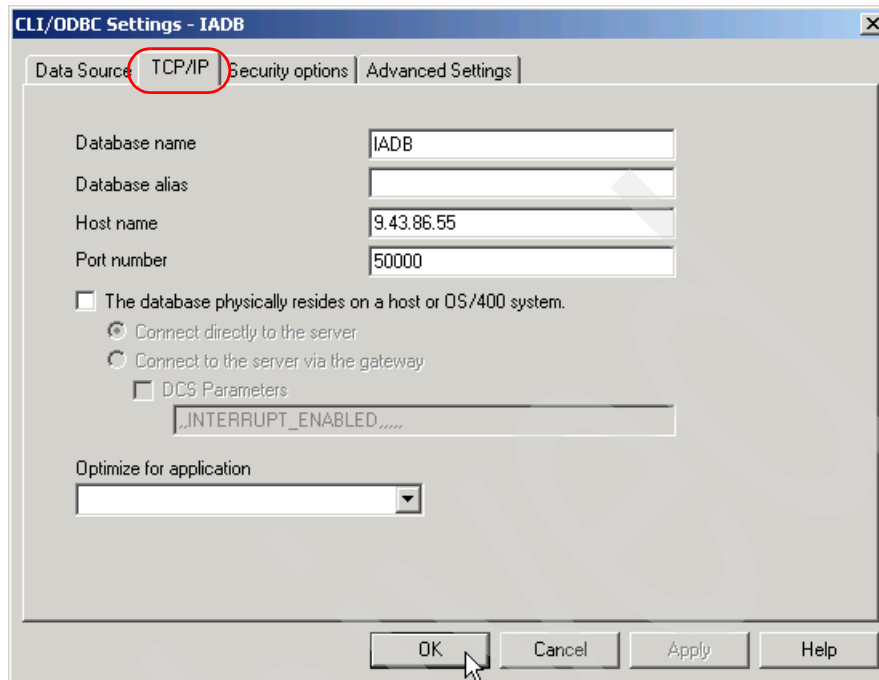 CLI/ODBC Settings - IADB
Data Source TCP/IP Security options Advanced Settings
Database name IADB
Database alias
Host name 9.43.86.55
Port number 50000
The database physically resides on a host or OS/400 system.
Connect directly to the server
Connect to the server via the gateway
DCS Parameters
,,INTERRUPT_ENABLED,,,,,
Optimize for application
OK Cancel Apply Help